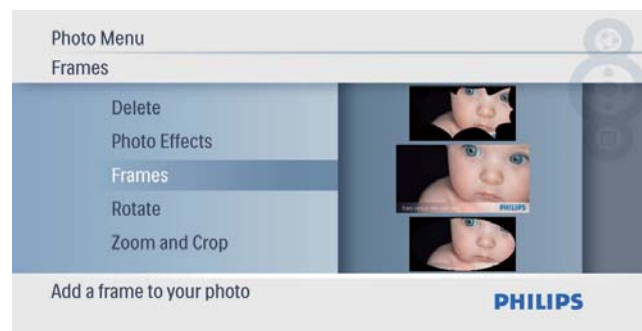 Photo Menu
Frames
Delete
Photo Effects
Frames
Rotate
Zoom and Crop
PHILIPS
Add a frame to your photo
PHILIPS